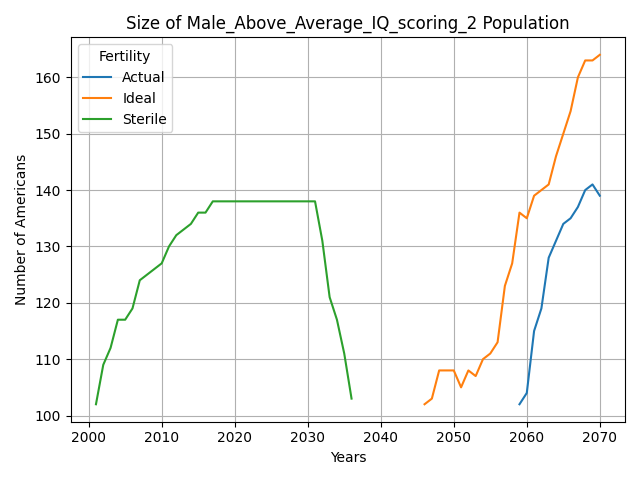 Size of Male_Above_Average_IQ_scoring_2 Population
Fertility
Actual
Ideal
Sterile
Number of Americans
160
150
140
130
120
110
100
2000 2010 2020 2030 2040 2050 2060 2070
Years